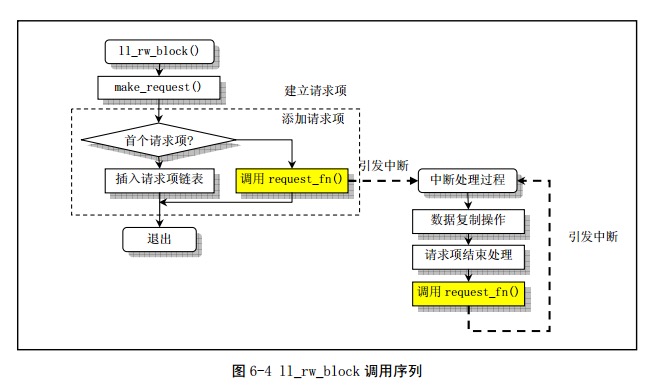 ll_rw_block()
make_request()
建立请求项
添加请求项
首个请求项?
插入请求项链表
调用 request_fn()
退出
引发中断
中断处理过程
数据复制操作
请求项结束处理
调用 request_fn()
引发中断
图 6-4 ll_rw_block 调用序列